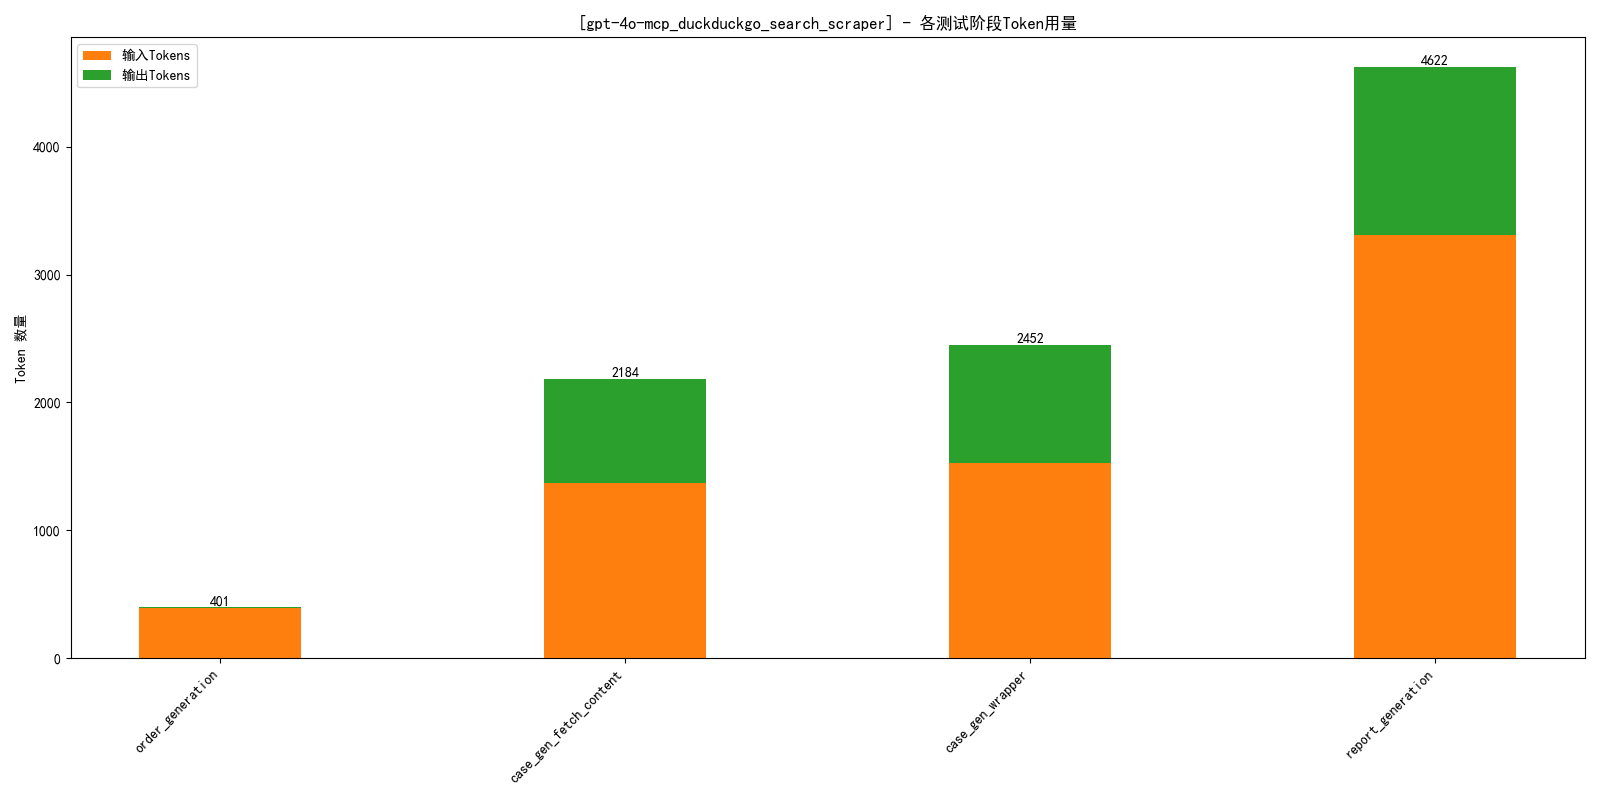 [gpt-4o-mcp_duckduckgo_search_scraper] - 各测试阶段Token用量
输入Tokens
输出Tokens
4622
4000
3000
2452
2184
2000
1000
401
0
Token 数量
order_generation
case_gen_fetch_content
case_gen_wrapper
report_generation